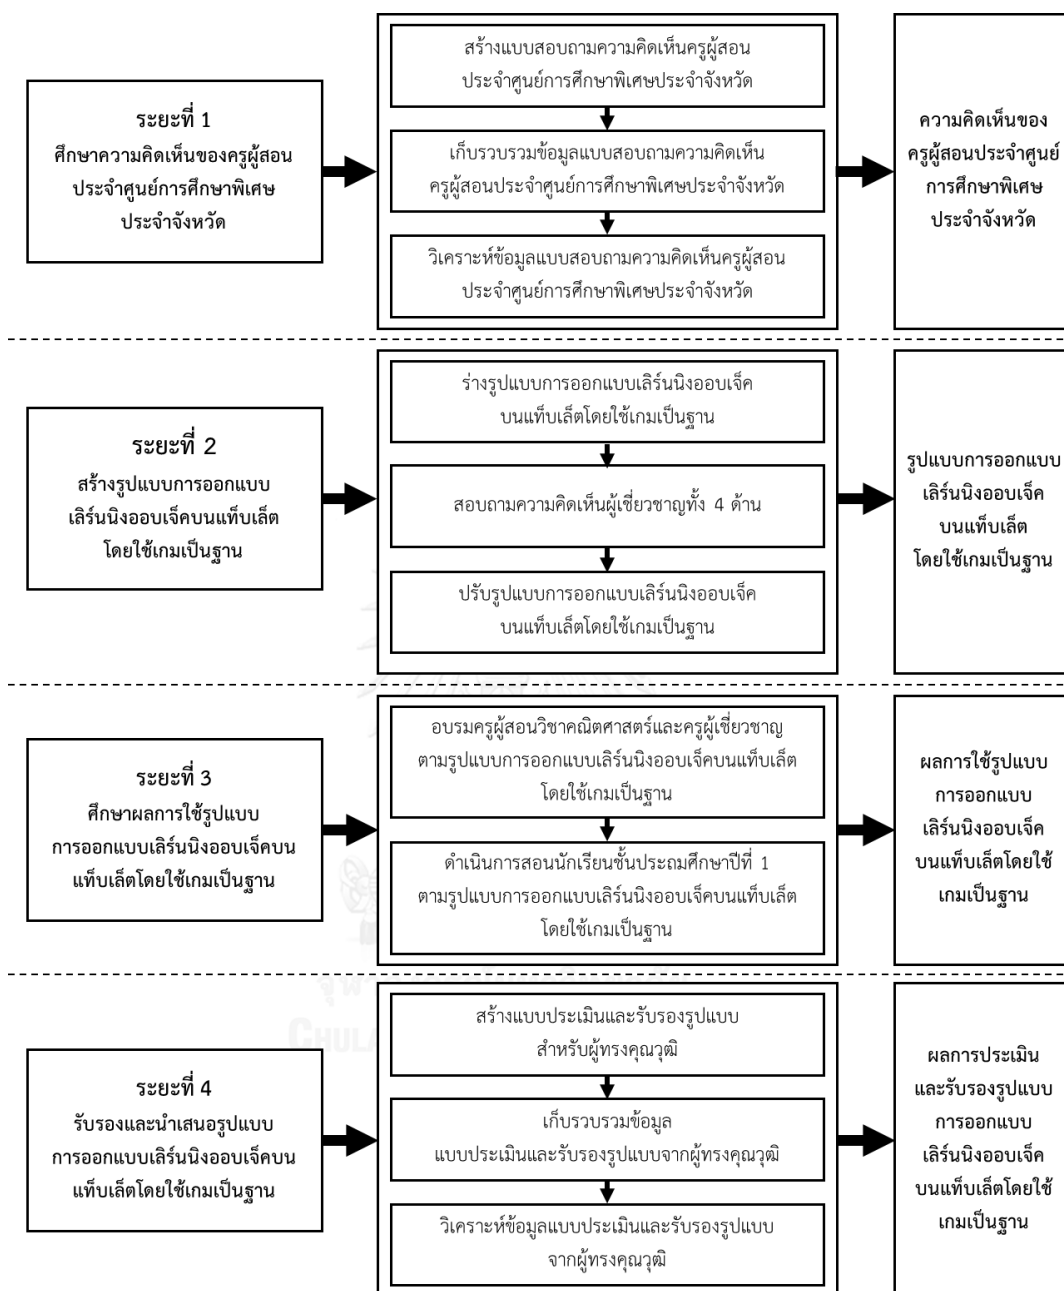 ระยะที่ 1
ศึกษาความคิดเห็นของครูผู้สอน
ประจำศูนย์การศึกษาพิเศษ
ประจำจังหวัด
สร้างแบบสอบถามความคิดเห็นครูผู้สอน
ประจำศูนย์การศึกษาพิเศษประจำจังหวัด
เก็บรวบรวมข้อมูลแบบสอบถามความคิดเห็น
ครูผู้สอนประจำศูนย์การศึกษาพิเศษประจำจังหวัด
วิเคราะห์ข้อมูลแบบสอบถามความคิดเห็นครูผู้สอน
ประจำศูนย์การศึกษาพิเศษประจำจังหวัด
ความคิดเห็นของ
ครูผู้สอนประจำศูนย์
การศึกษาพิเศษ
ประจำจังหวัด
ระยะที่ 2
สร้างรูปแบบการออกแบบ
เลิร์นนิงออบเจ็คบนแท็บเล็ต
โดยใช้เกมเป็นฐาน
ร่างรูปแบบการออกแบบเลิร์นนิงออบเจ็ค
บนแท็บเล็ตโดยใช้เกมเป็นฐาน
สอบถามความคิดเห็นผู้เชี่ยวชาญทั้ง 4 ด้าน
ปรับรูปแบบการออกแบบเลิร์นนิงออบเจ็ค
บนแท็บเล็ตโดยใช้เกมเป็นฐาน
รูปแบบการออกแบบ
เลิร์นนิงออบเจ็ค
บนแท็บเล็ต
โดยใช้เกมเป็นฐาน
ระยะที่ 3
ศึกษาผลการใช้รูปแบบ
การออกแบบเลิร์นนิงออบเจ็คบน
แท็บเล็ตโดยใช้เกมเป็นฐาน
อบรมครูผู้สอนวิชาคณิตศาสตร์และครูผู้เชี่ยวชาญ
ตามรูปแบบการออกแบบเลิร์นนิงออบเจ็คบนแท็บเล็ต
โดยใช้เกมเป็นฐาน
ดำเนินการสอนนักเรียนชั้นประถมศึกษาปีที่ 1
ตามรูปแบบการออกแบบเลิร์นนิงออบเจ็คบนแท็บเล็ต
โดยใช้เกมเป็นฐาน
ผลการใช้รูปแบบ
การออกแบบ
เลิร์นนิงออบเจ็ค
บนแท็บเล็ตโดยใช้
เกมเป็นฐาน
ระยะที่ 4
รับรองและนำเสนอรูปแบบ
การออกแบบเลิร์นนิงออบเจ็คบน
แท็บเล็ตโดยใช้เกมเป็นฐาน
สร้างแบบประเมินและรับรองรูปแบบ
สำหรับผู้ทรงคุณวุฒิ
เก็บรวบรวมข้อมูล
แบบประเมินและรับรองรูปแบบจากผู้ทรงคุณวุฒิ
วิเคราะห์ข้อมูลแบบประเมินและรับรองรูปแบบ
จากผู้ทรงคุณวุฒิ
ผลการประเมิน
และรับรองรูปแบบ
การออกแบบ
เลิร์นนิงออบเจ็ค
บนแท็บเล็ตโดยใช้
เกมเป็นฐาน